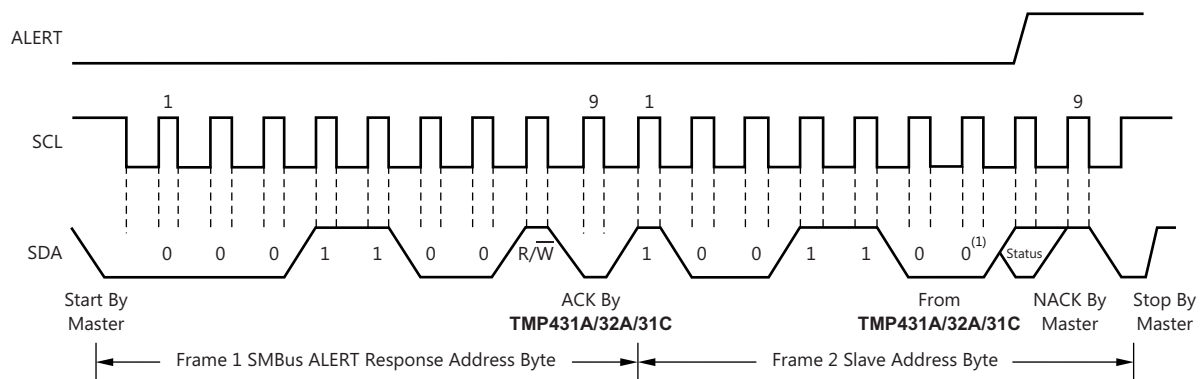 ALERT
1 9 1 9
SCL
SDA
0 0 0 1 1 0 0 R/W 1 0 0 1 1 0 0(1) Status
Start By
Master
ACK By
TMP431A/32A/31C
From
TMP431A/32A/31C
NACK By
Master
Stop By
Master
Frame 1 SMBus ALERT Response Address Byte
Frame 2 Slave Address Byte